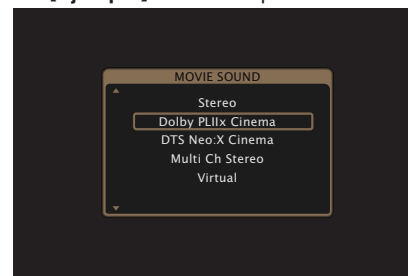 MOVIE SOUND
Stereo
Dolby PLIIx Cinema
DTS Neo:X Cinema
Multi Ch Stereo
Virtual